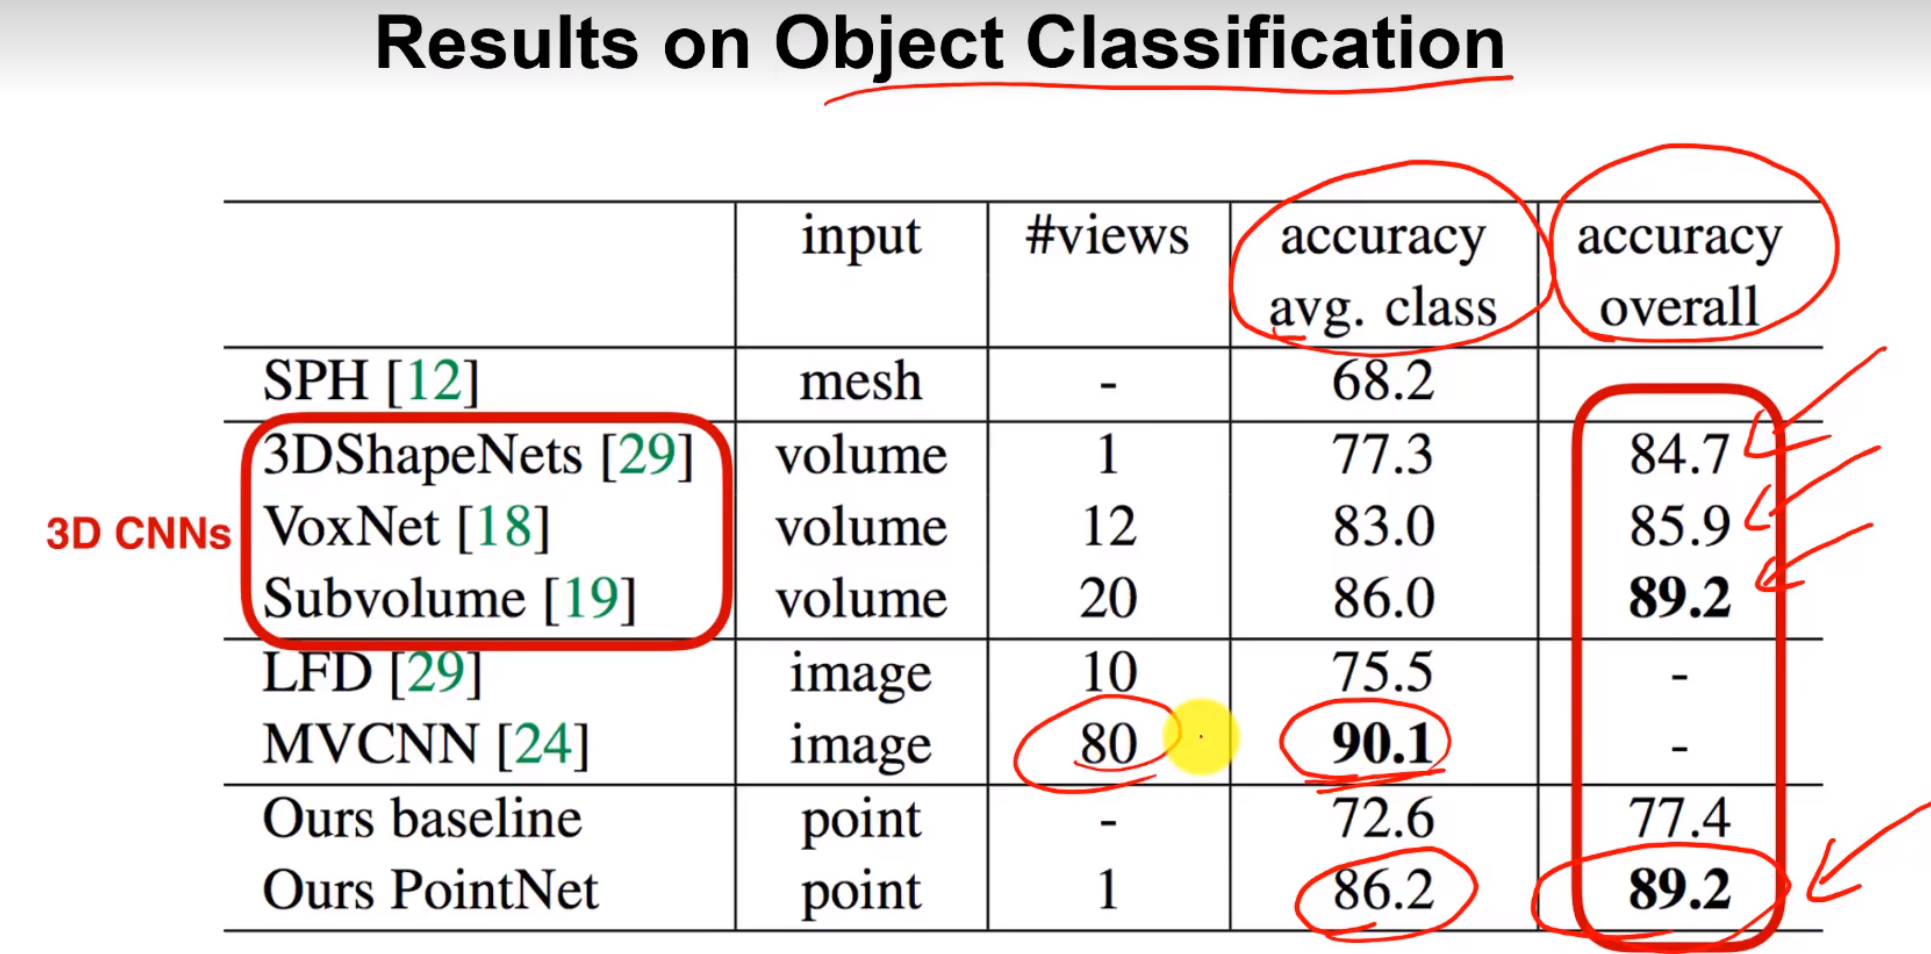 Results on Object Classification
input #views accuracy avg. class accuracy overall
SPH [12] mesh - 68.2
3DShapeNets [29] volume 1 77.3 84.7
3D CNNs VoxNet [18] volume 12 83.0 85.9
Subvolume [19] volume 20 86.0 89.2
LFD [29] image 10 75.5 -
MVCNN [24] image 80 90.1 -
Ours baseline point - 72.6 77.4
Ours PointNet point 1 86.2 89.2